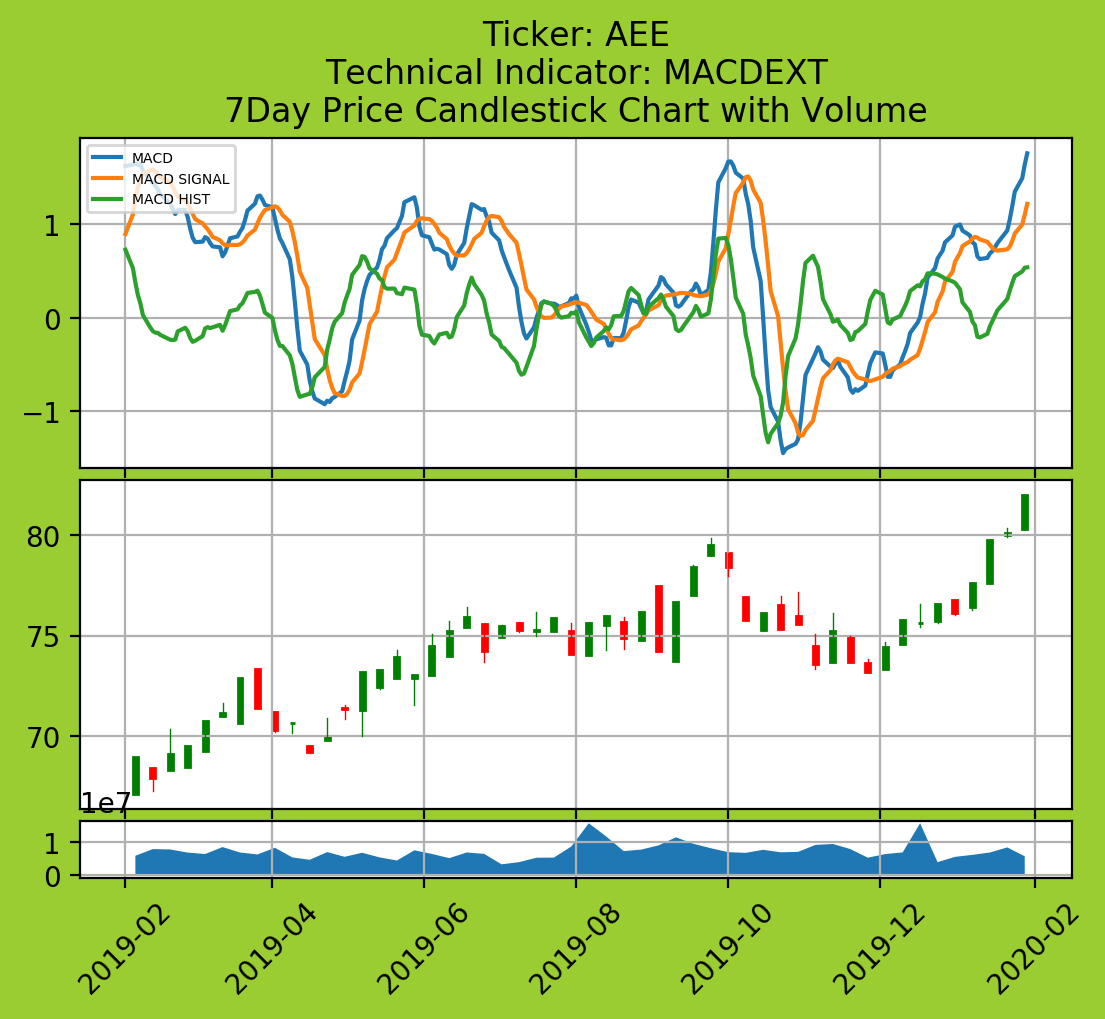 Ticker: AEE
Technical Indicator: MACDEXT
7Day Price Candlestick Chart with Volume
MACD
MACD SIGNAL
MACD HIST
1
0
−1
80
75
70
1e7
1
0
2019-02
2019-04
2019-06
2019-08
2019-10
2019-12
2020-02